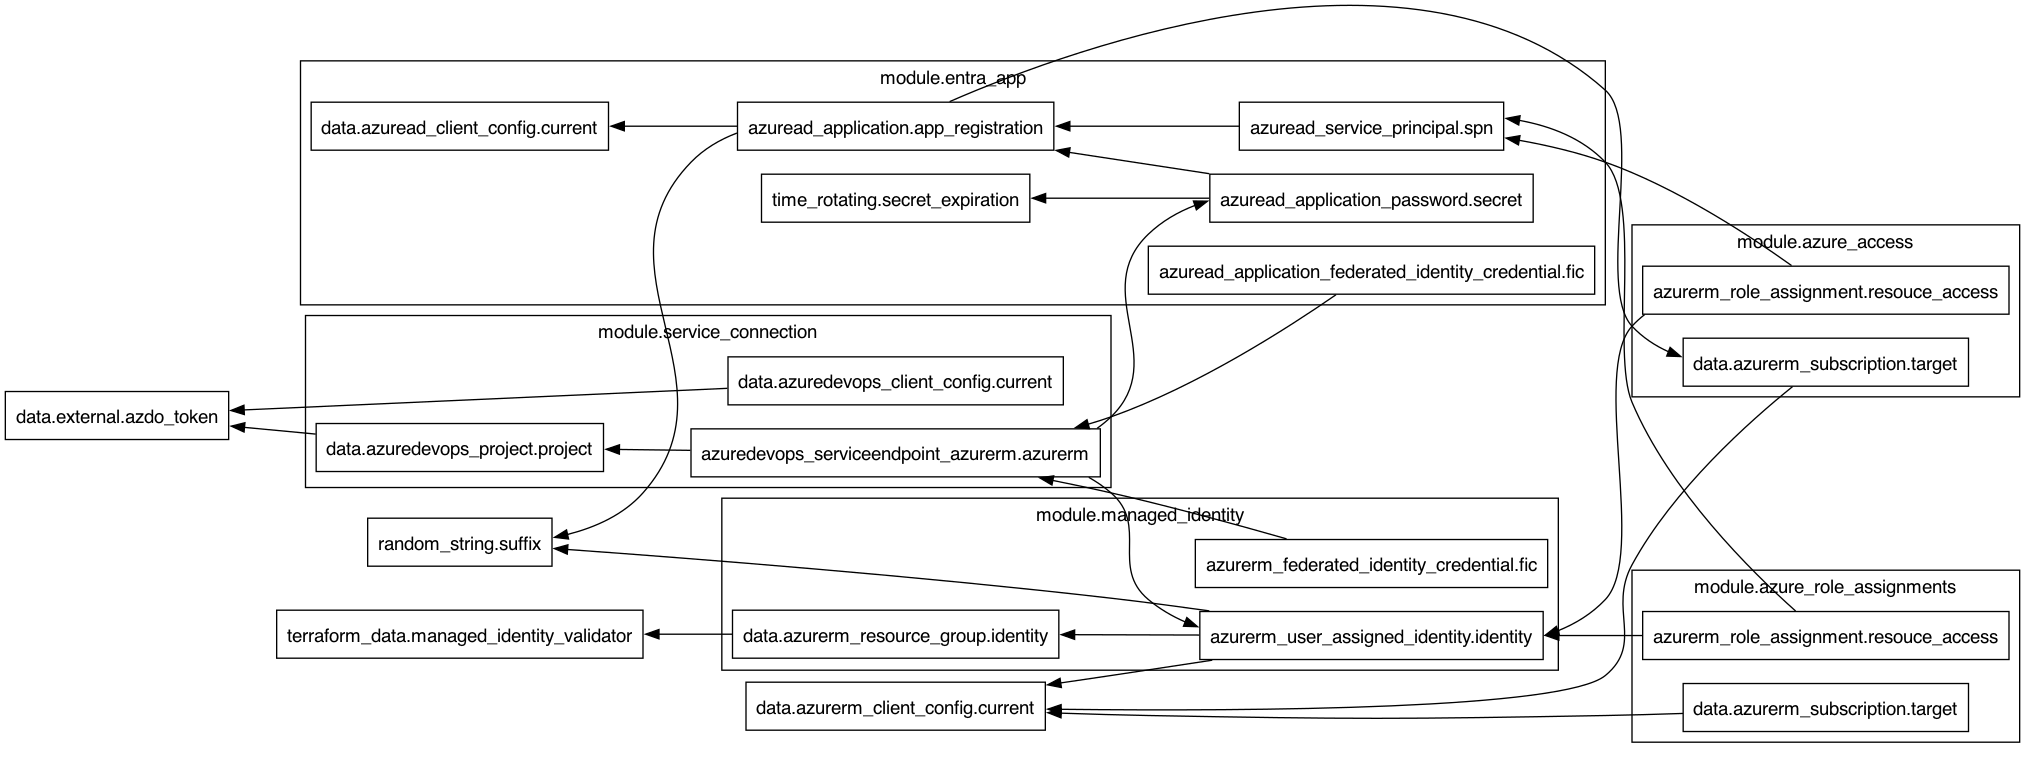 module.entra_app
data.azuread_client_config.current
azuread_application.app_registration
azuread_service_principal.spn
time_rotating.secret_expiration
azuread_application_password.secret
azuread_application_federated_identity_credential.fic
module.azure_access
azurerm_role_assignment.resouce_access
data.azurerm_subscription.target
module.service_connection
data.azuredevops_client_config.current
data.external.azdo_token
data.azuredevops_project.project
azuredevops_serviceendpoint_azurerm.azurerm
module.managed_identity
random_string.suffix
azurerm_federated_identity_credential.fic
terraform_data.managed_identity_validator
data.azurerm_resource_group.identity
azurerm_user_assigned_identity.identity
data.azurerm_client_config.current
module.azure_role_assignments
azurerm_role_assignment.resouce_access
data.azurerm_subscription.target